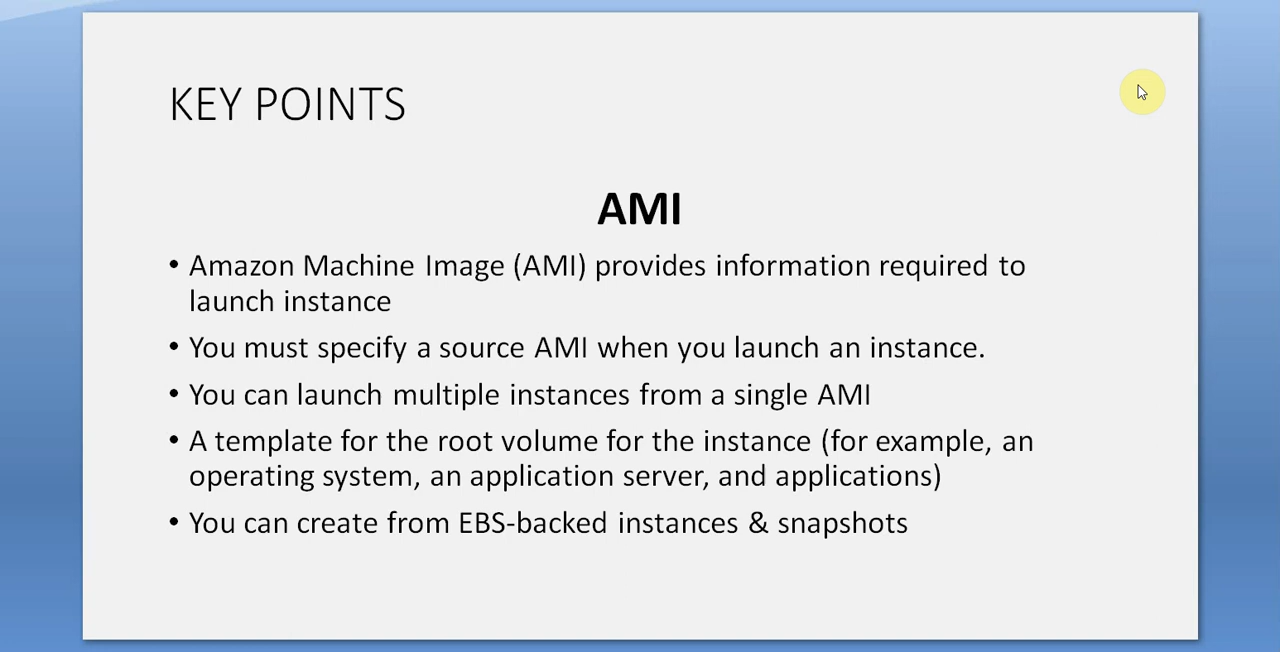 KEY POINTS
AMI
• Amazon Machine Image (AMI) provides information required to
launch instance
• You must specify a source AMI when you launch an instance.
• You can launch multiple instances from a single AMI
• A template for the root volume for the instance (for example, an
operating system, an application server, and applications)
• You can create from EBS-backed instances & snapshots